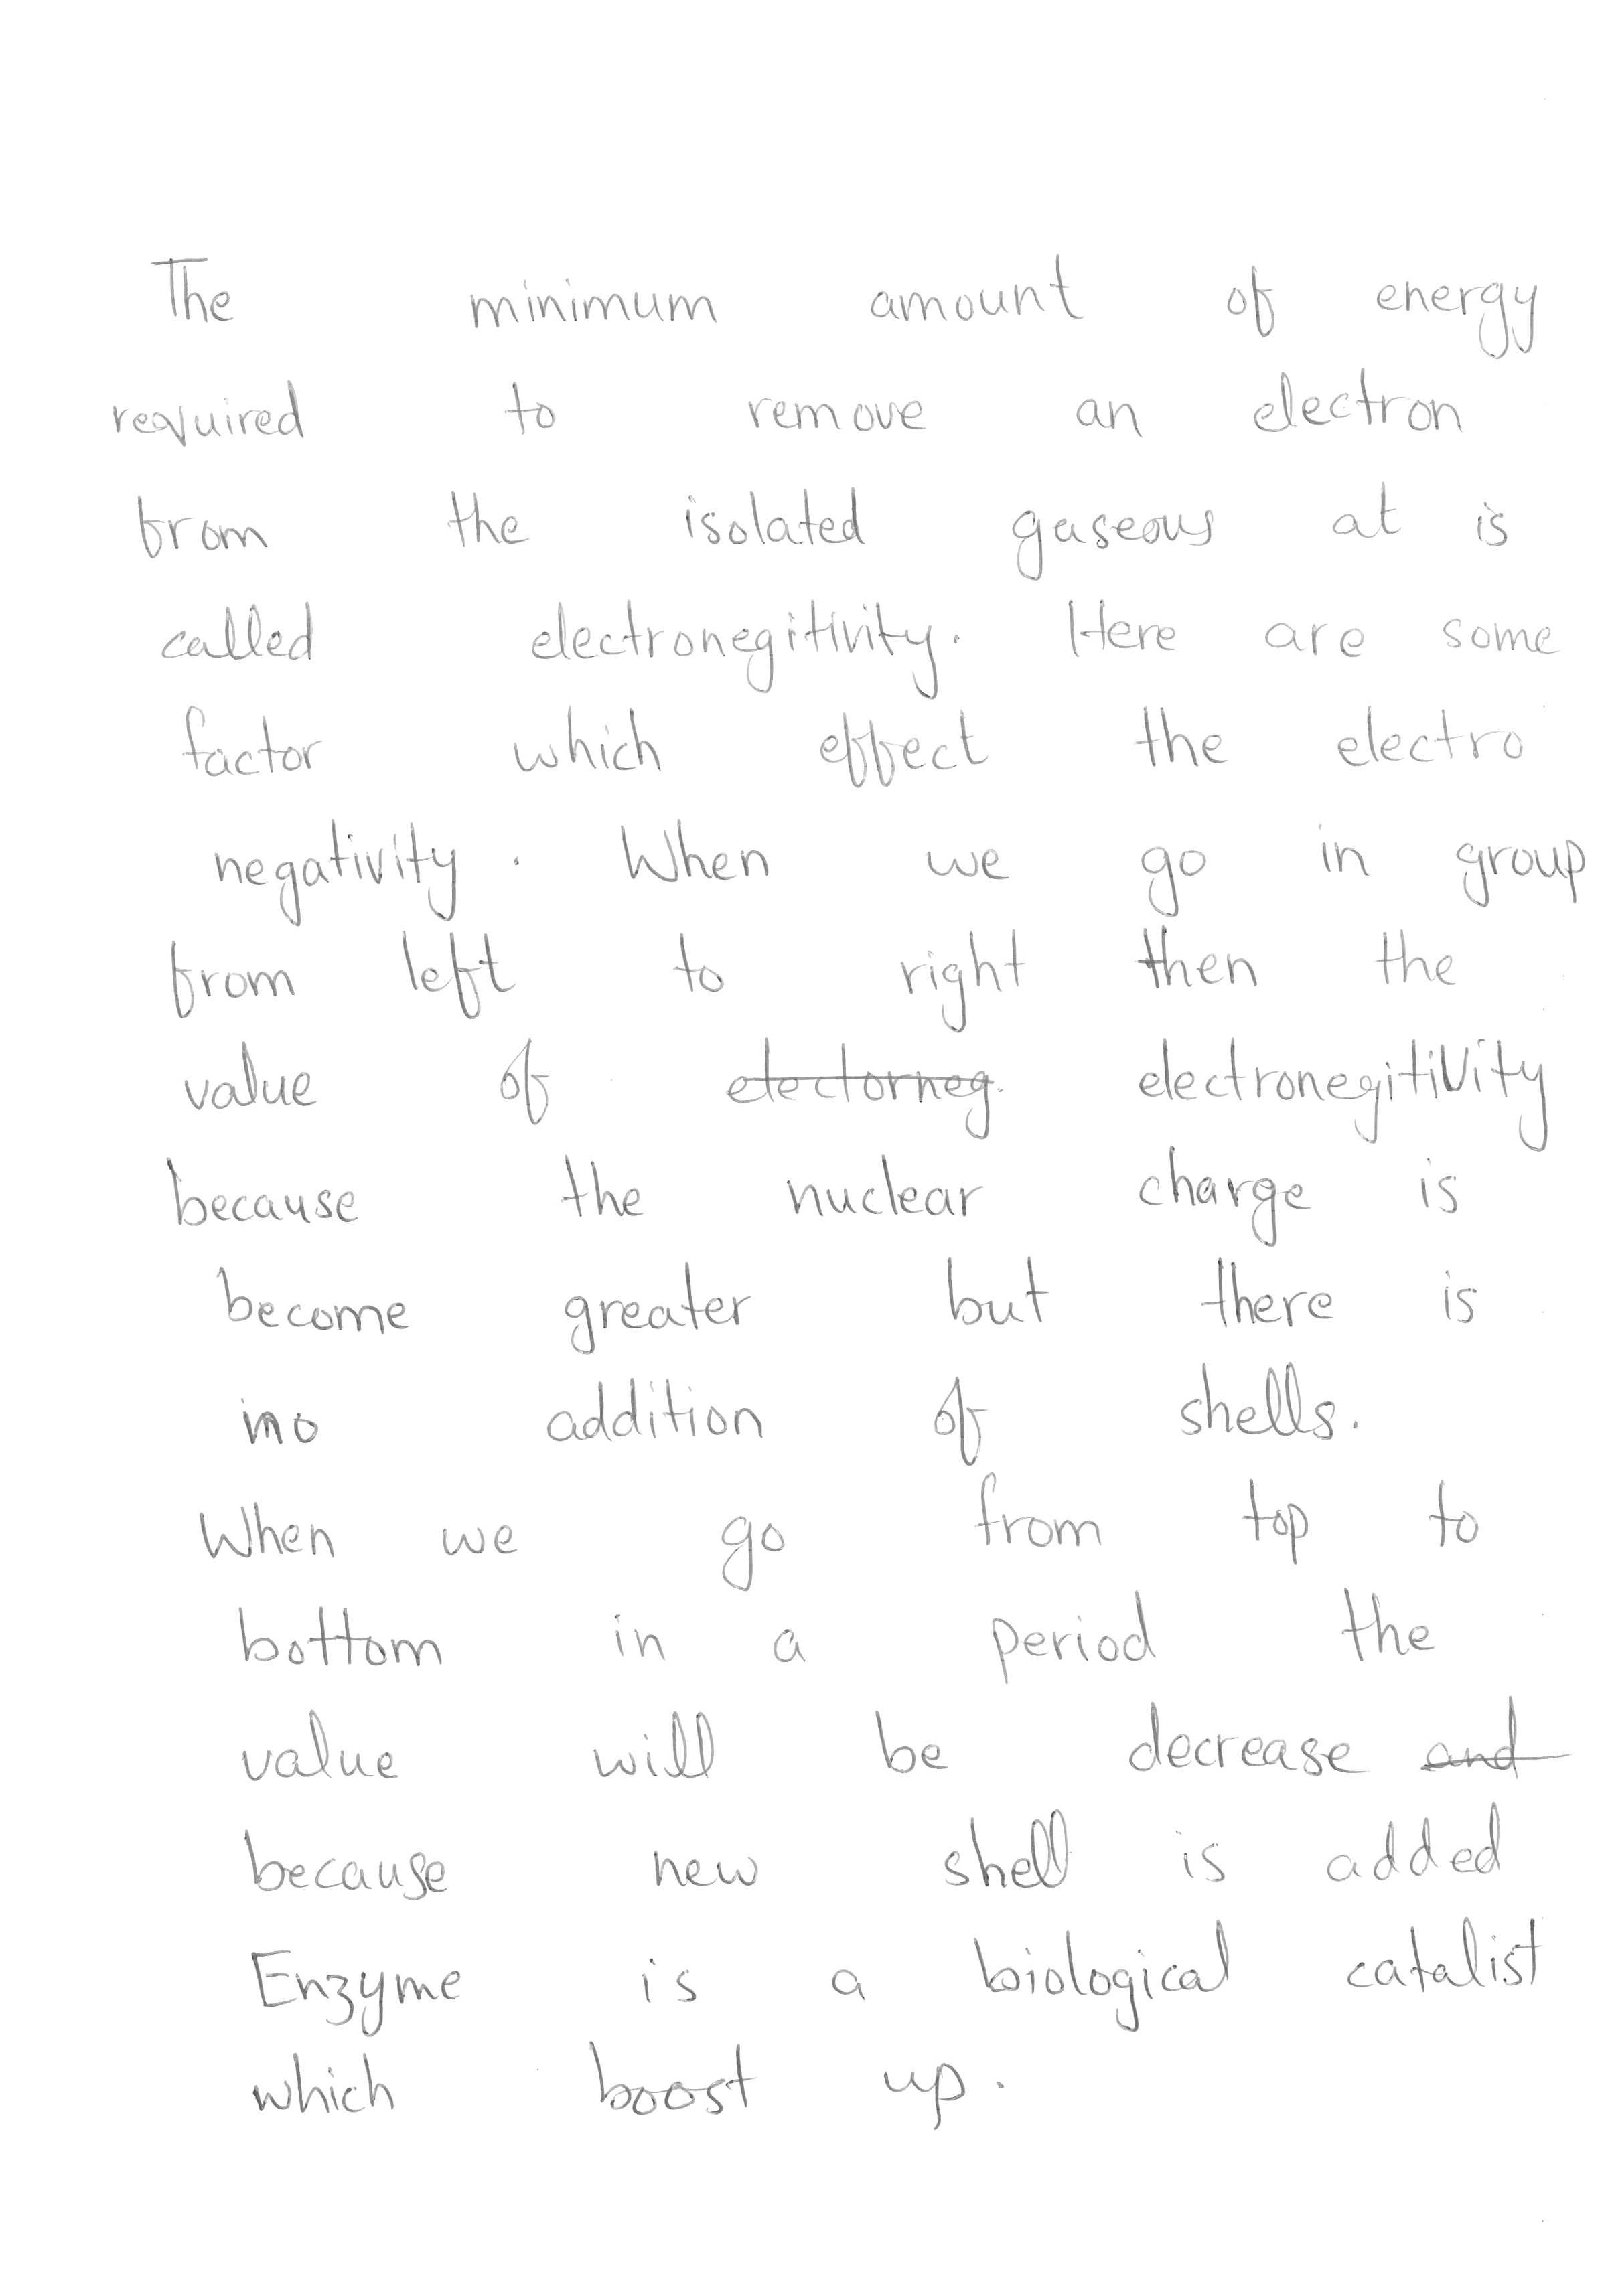 The minimum amount of energy
required to remove an electron
from the isolated gaseous at is
called electronegitivity. Here are some
factor which effect the electro
negativity. When we go in group
from left to right then the
value of electorneg. electronegitivity
because the nuclear charge is
become greater but there is
no addition of shells.
When we go from top to
bottom in a period the
value will be decrease and
because new shell is added
Enzyme is a biological catalist
which boost up.